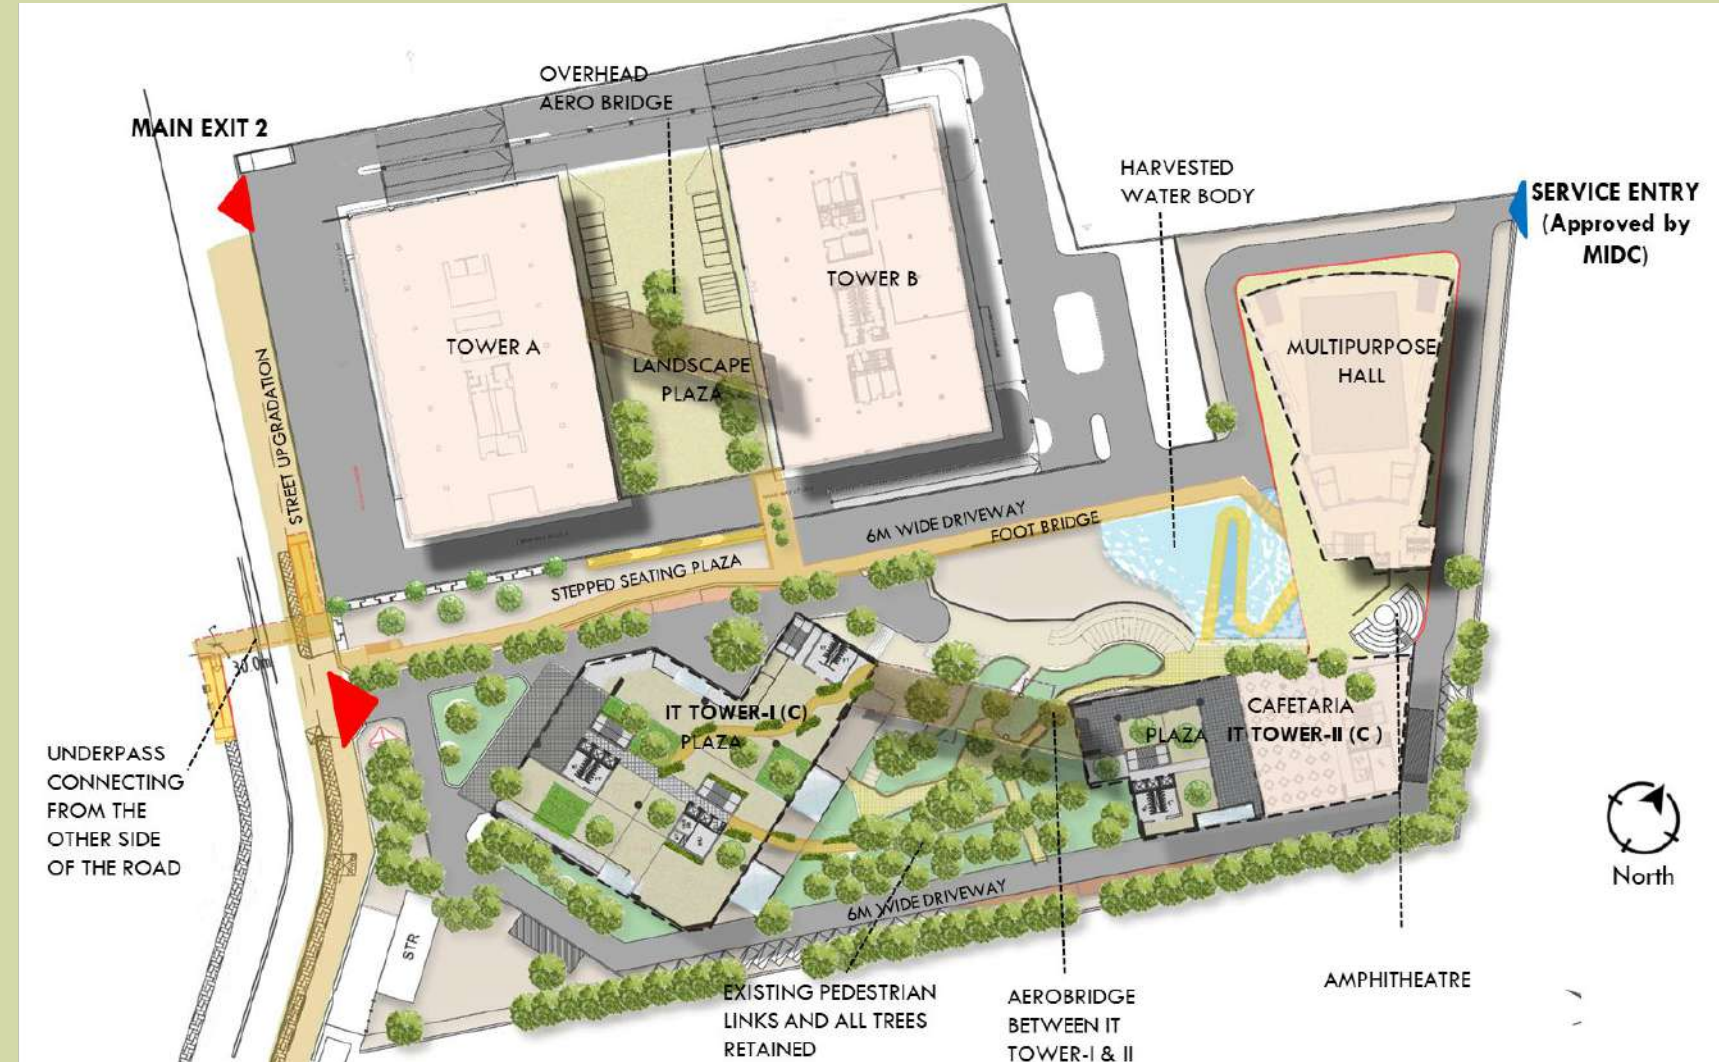 OVERHEAD
AERO BRIDGE
MAIN EXIT 2
HARVESTED
WATER BODY
SERVICE ENTRY
(Approved by
MIDC)
TOWER B
TOWER A
MULTIPURPOSE
HALL
LANDSCAPE
PLAZA
STREET UPGRADATION
6M WIDE DRIVEWAY
FOOT BRIDGE
STEPPED SEATING PLAZA
30.0m
IT TOWER-I (C)
PLAZA
CAFETARIA
PLAZA
IT TOWER-II (C )
UNDERPASS
CONNECTING
FROM THE
OTHER SIDE
OF THE ROAD
North
6M WIDE DRIVEWAY
STR
AMPHITHEATRE
EXISTING PEDESTRIAN
LINKS AND ALL TREES
RETAINED
AEROBRIDGE
BETWEEN IT
TOWER-I & II